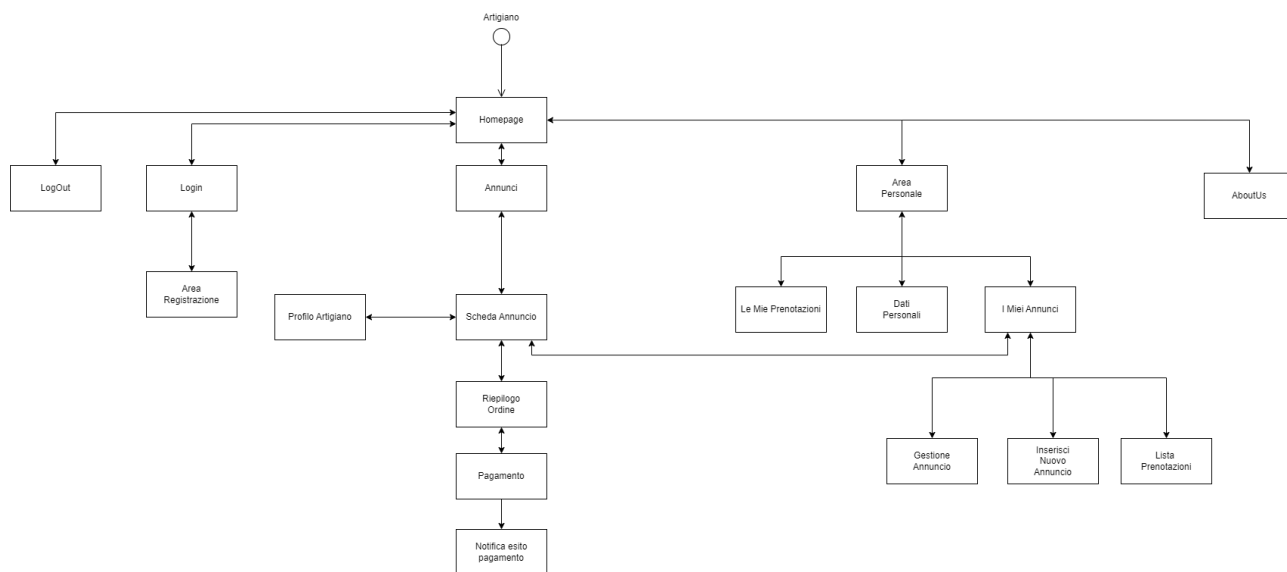 Artigiano
Homepage
LogOut
Login
Annunci
Area
Personale
AboutUs
Area
Registrazione
Profilo Artigiano
Scheda Annuncio
Le Mie Prenotazioni
Dati
Personali
I Miei Annunci
Riepilogo
Ordine
Gestione
Annuncio
Inserisci
Nuovo
Annuncio
Lista
Prenotazioni
Pagamento
Notifica esito
pagamento